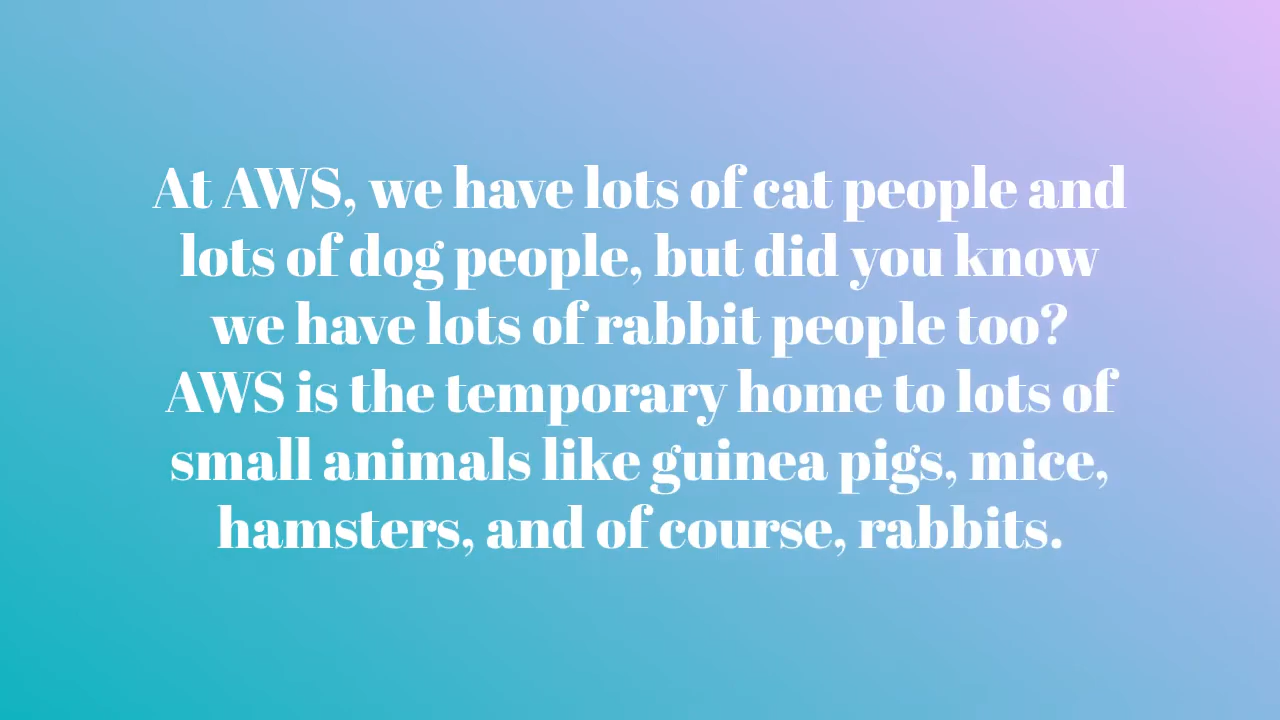 At AWS, we have lots of cat people and
lots of dog people, but did you know
we have lots of rabbit people too?
AWS is the temporary home to lots of
small animals like guinea pigs, mice,
hamsters, and of course, rabbits.